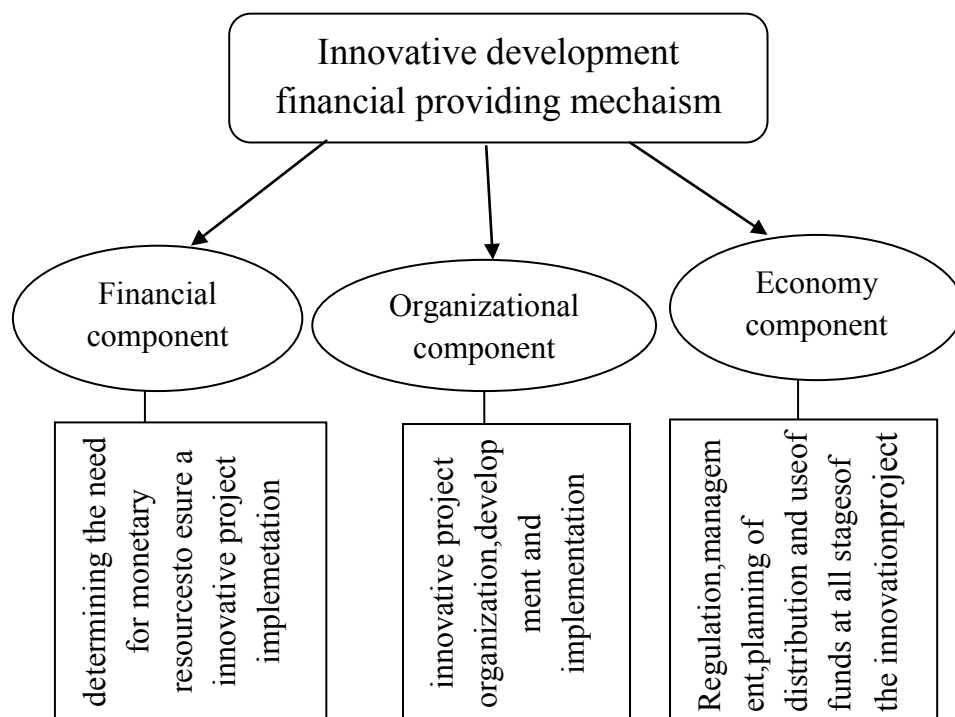 Innovative development
financial providing mechaism
Financial
component
Organizational
component
Economy
component
determining the need
for monetary
resourcesto esure a
innovative project
implemetation
innovative project
organization,develop
ment and
implementation
Regulation,managem
ent,planning of
distribution and useof
funds at all stagesof
the innovationproject